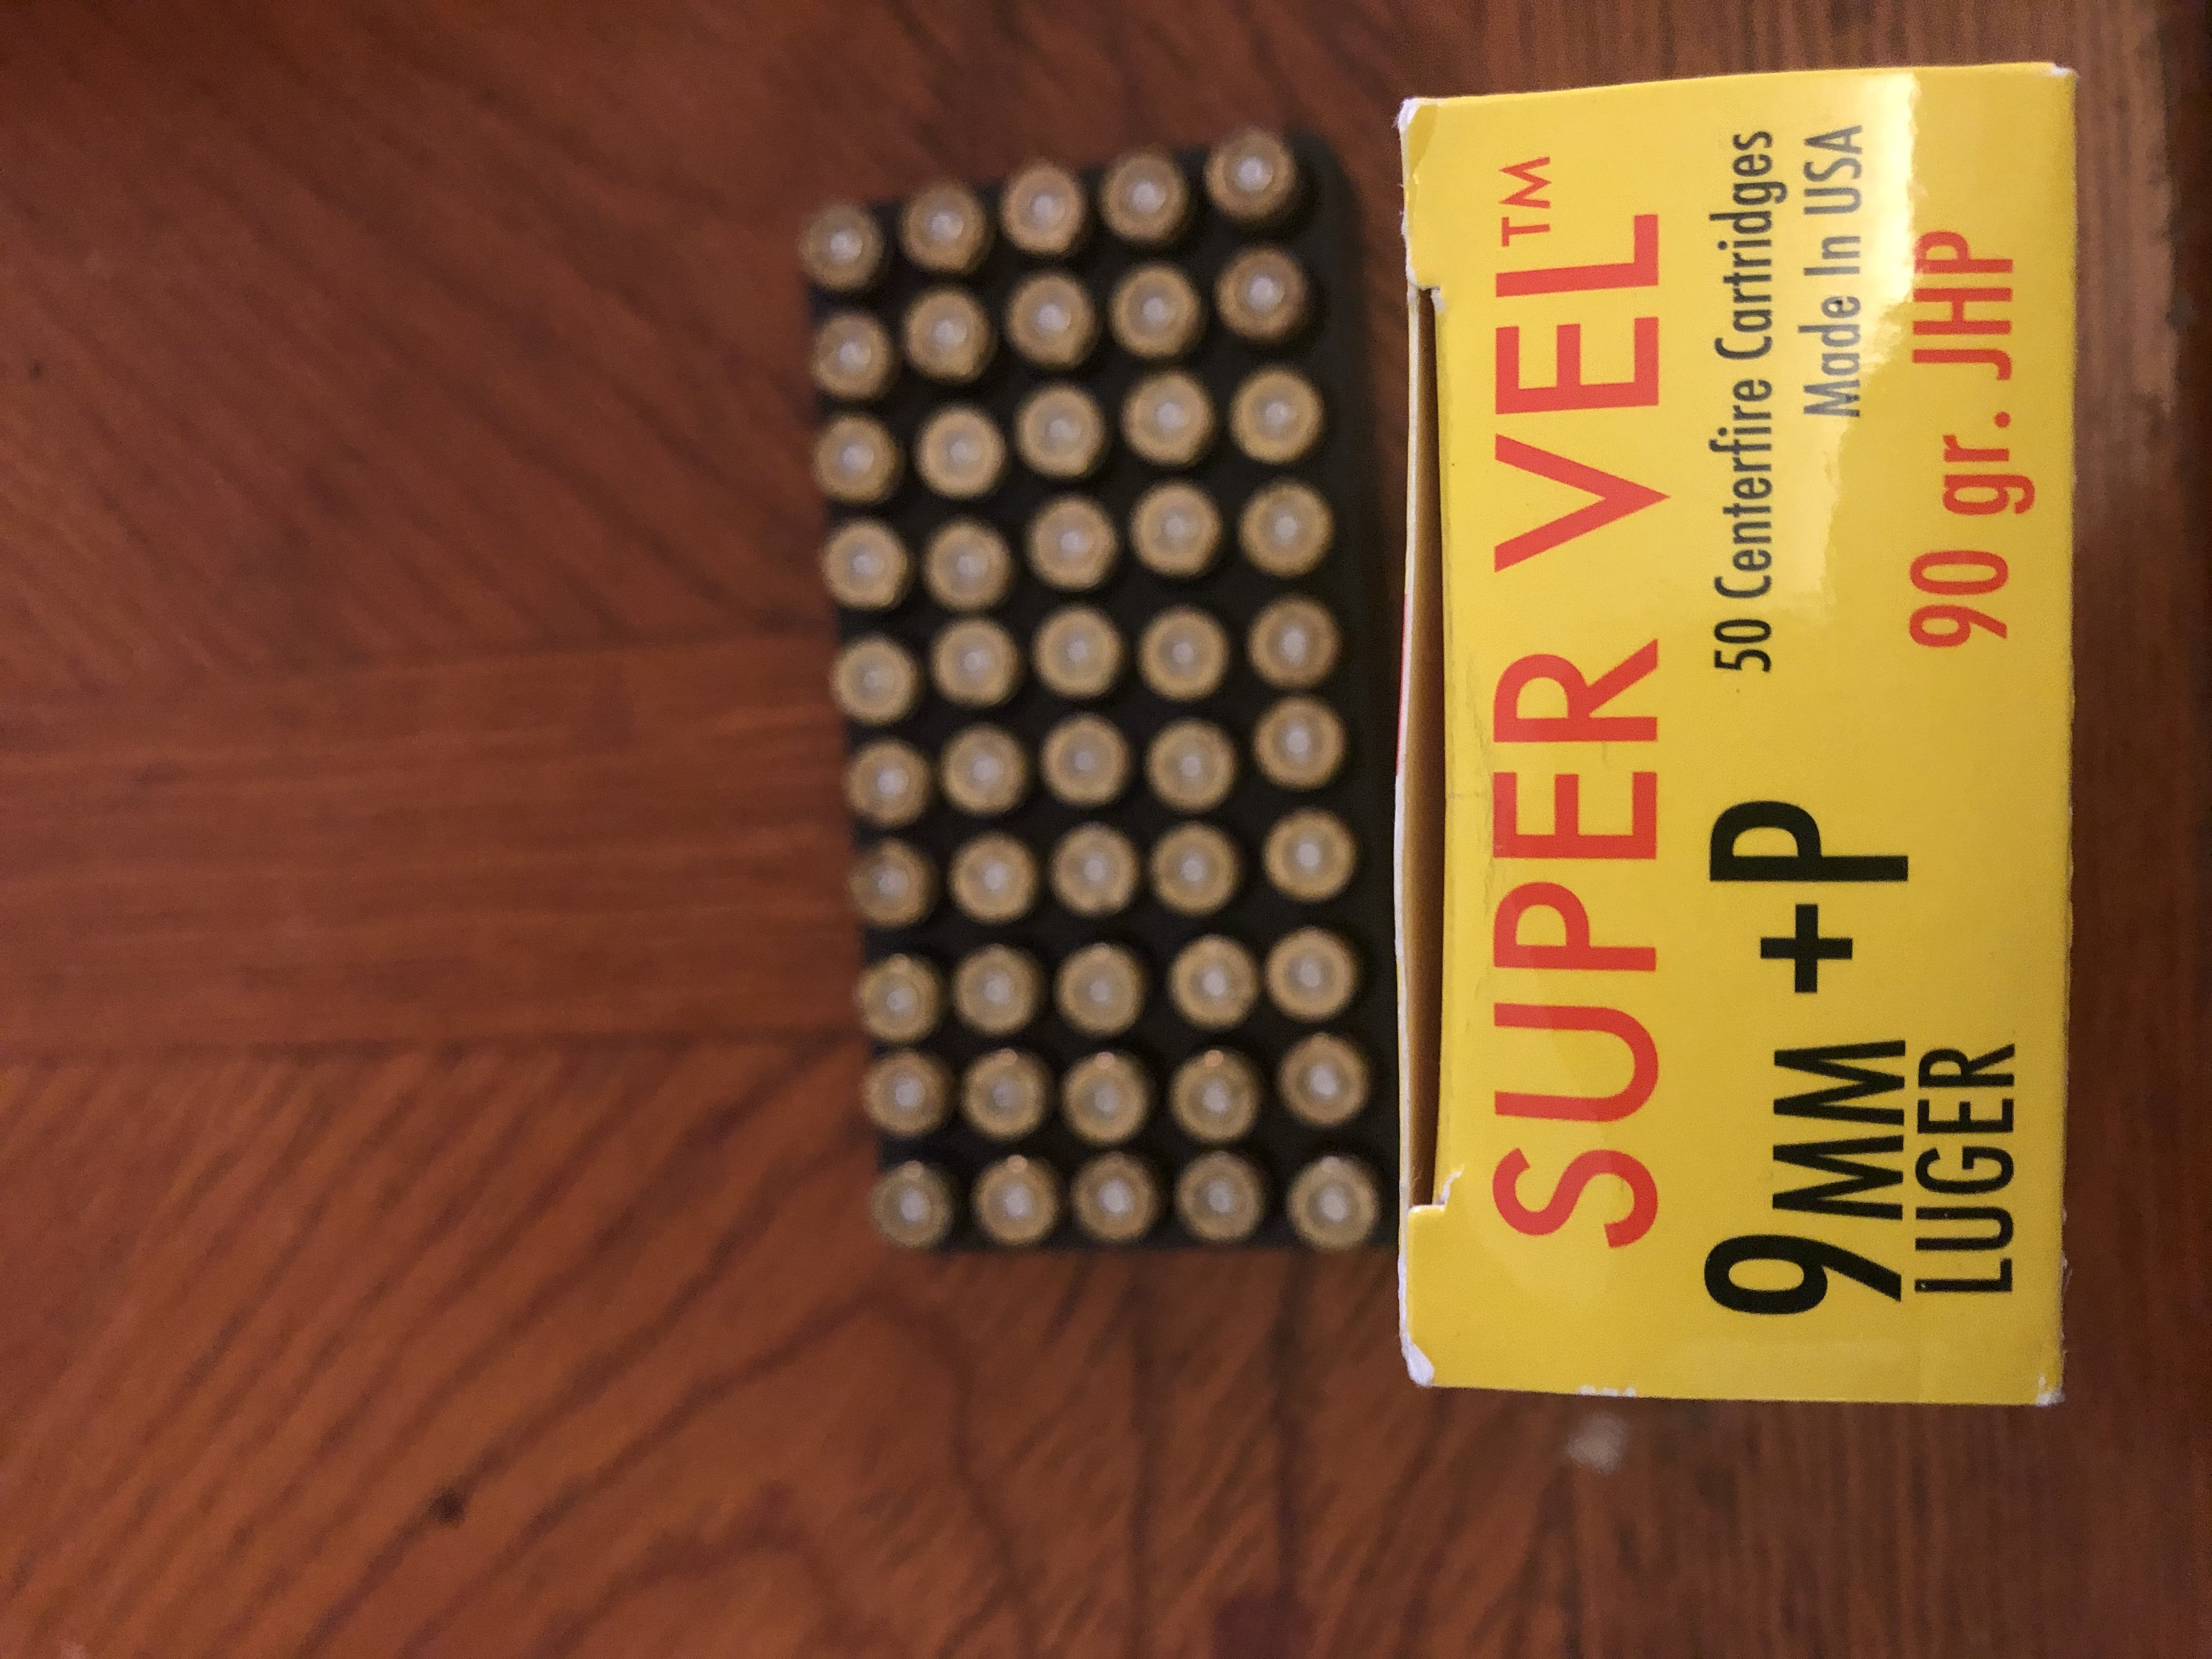 SUPER VEL™
9MM +P
LUGER
50 Centerfire Cartridges
Made In USA
90 gr. JHP